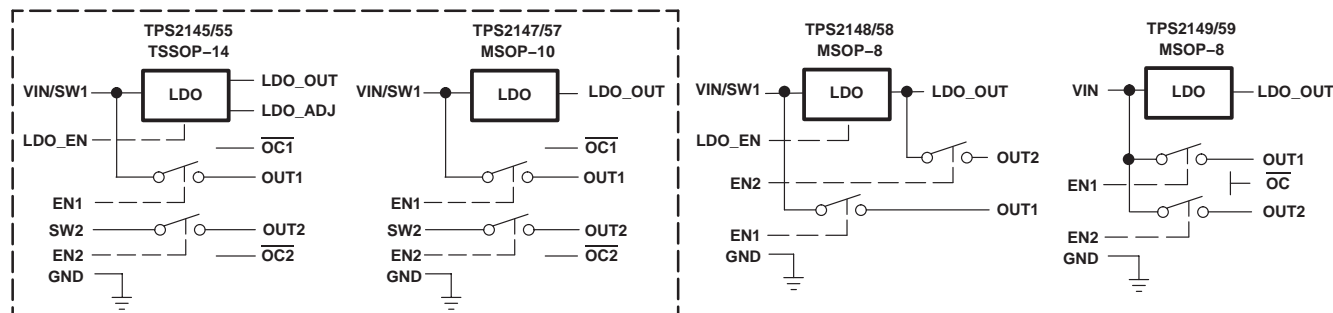 TPS2145/55
TSSOP–14
VIN/SW1
LDO
LDO_OUT
LDO_ADJ
LDO_EN
OC1
OUT1
EN1
SW2
OUT2
EN2
OC2
GND
TPS2147/57
MSOP–10
VIN/SW1
LDO
LDO_OUT
OC1
OUT1
EN1
SW2
OUT2
EN2
OC2
GND
TPS2148/58
MSOP–8
VIN/SW1
LDO
LDO_OUT
LDO_EN
OUT2
EN2
OUT1
EN1
GND
TPS2149/59
MSOP–8
VIN
LDO
LDO_OUT
OUT1
OC
EN1
OUT2
EN2
GND